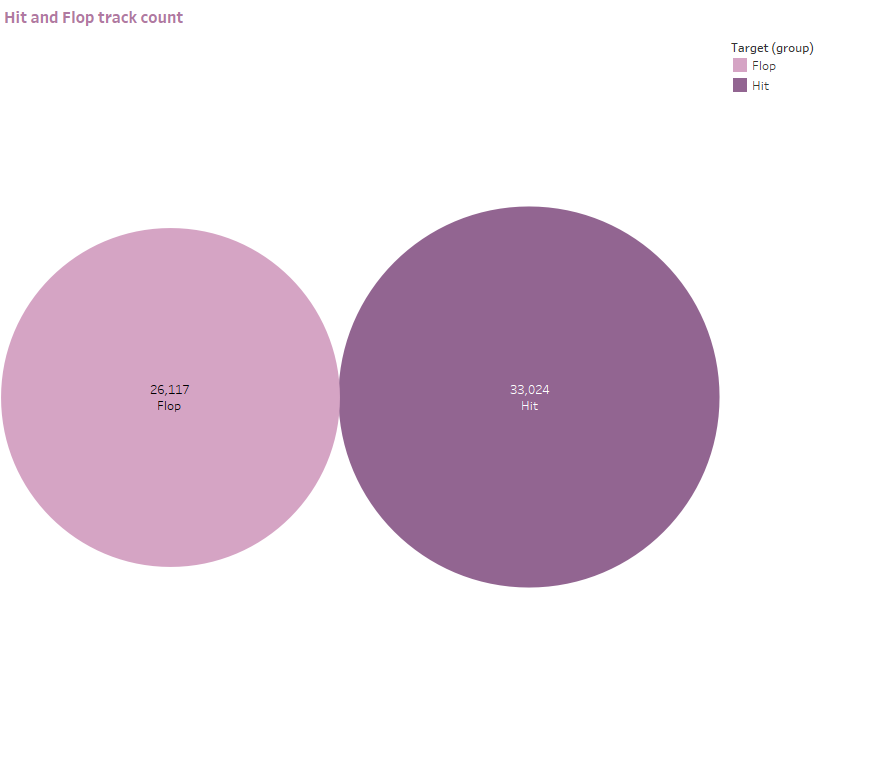 Hit and Flop track count
Target (group)
Flop
Hit
26,117
Flop
33,024
Hit